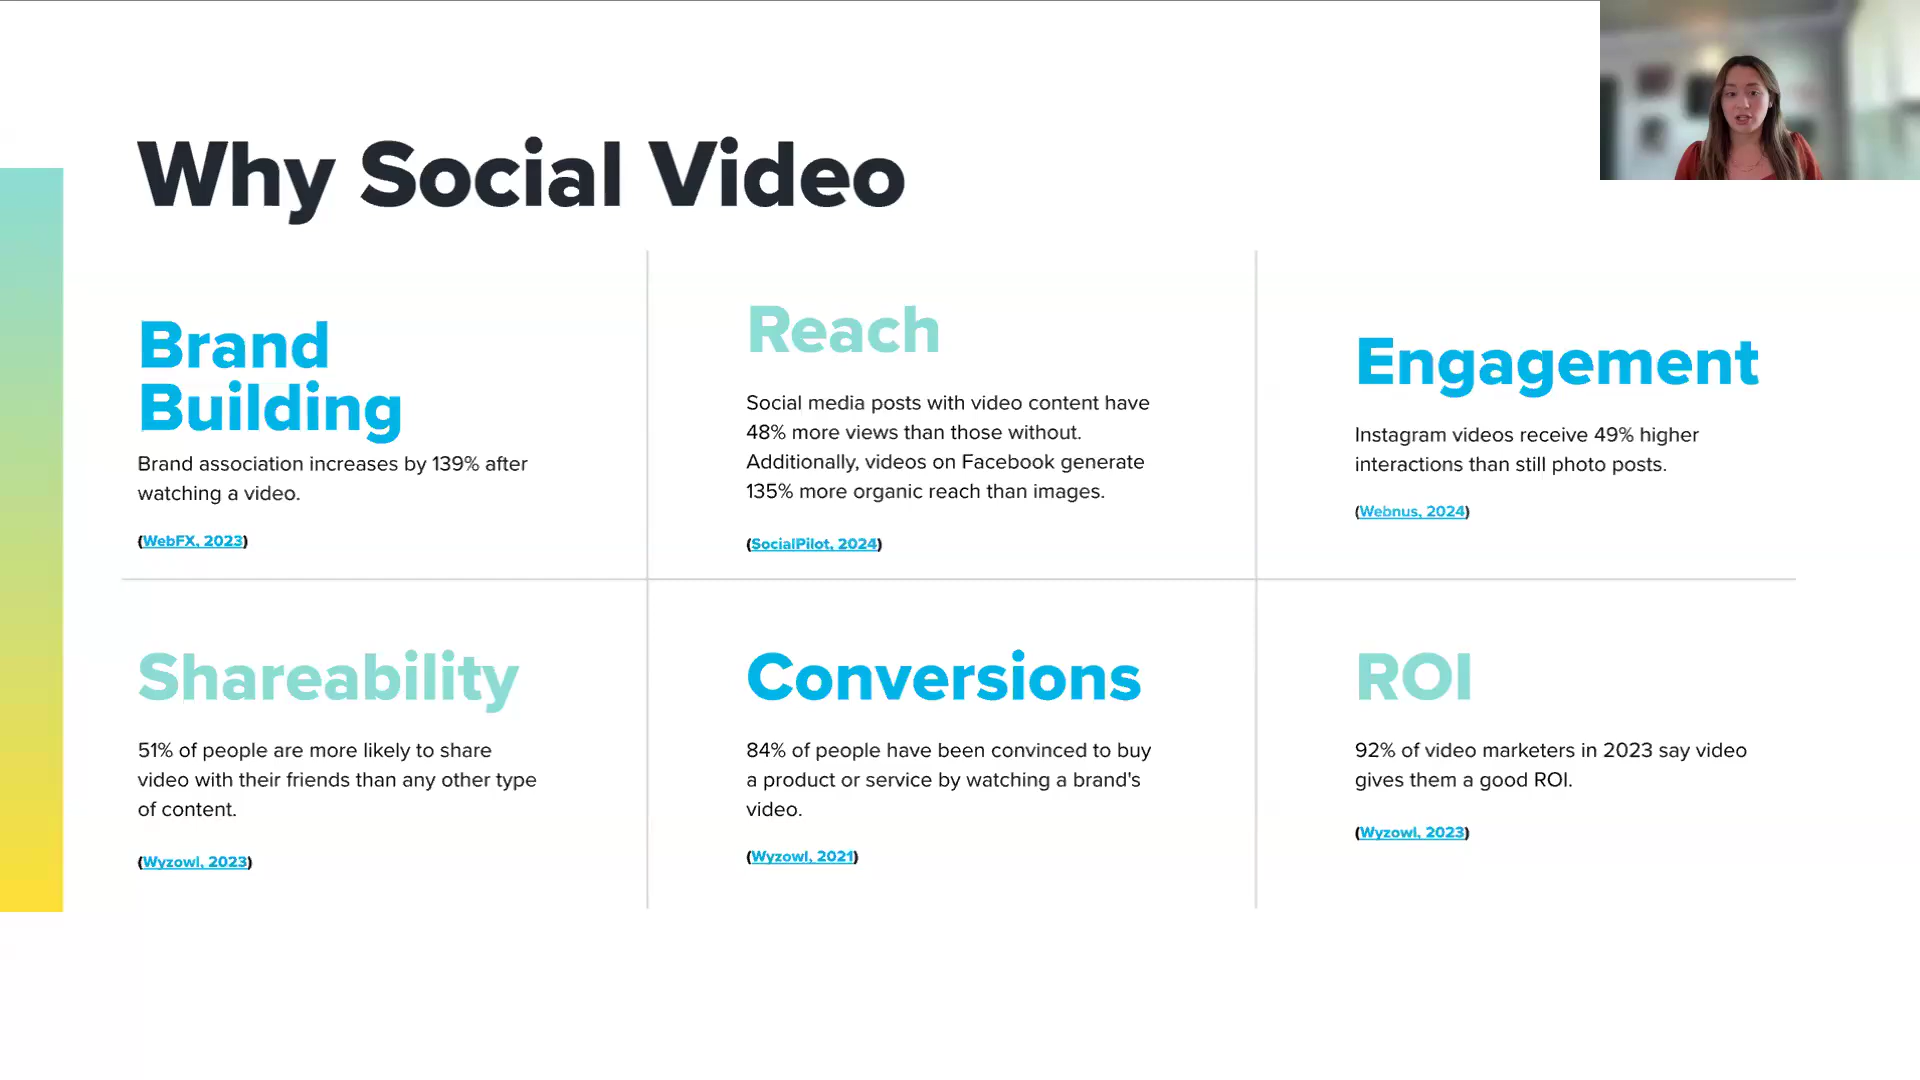 Why Social Video
Brand
Building
Brand association increases by 139% after
watching a video.
(WebFX, 2023)
Reach
Social media posts with video content have
48% more views than those without.
Additionally, videos on Facebook generate
135% more organic reach than images.
(SocialPilot, 2024)
Engagement
Instagram videos receive 49% higher
interactions than still photo posts.
(Webnus, 2024)
Shareability
51% of people are more likely to share
video with their friends than any other type
of content.
(Wyzowl, 2023)
Conversions
84% of people have been convinced to buy
a product or service by watching a brand's
video.
(Wyzowl, 2021)
ROI
92% of video marketers in 2023 say video
gives them a good ROI.
(Wyzowl, 2023)